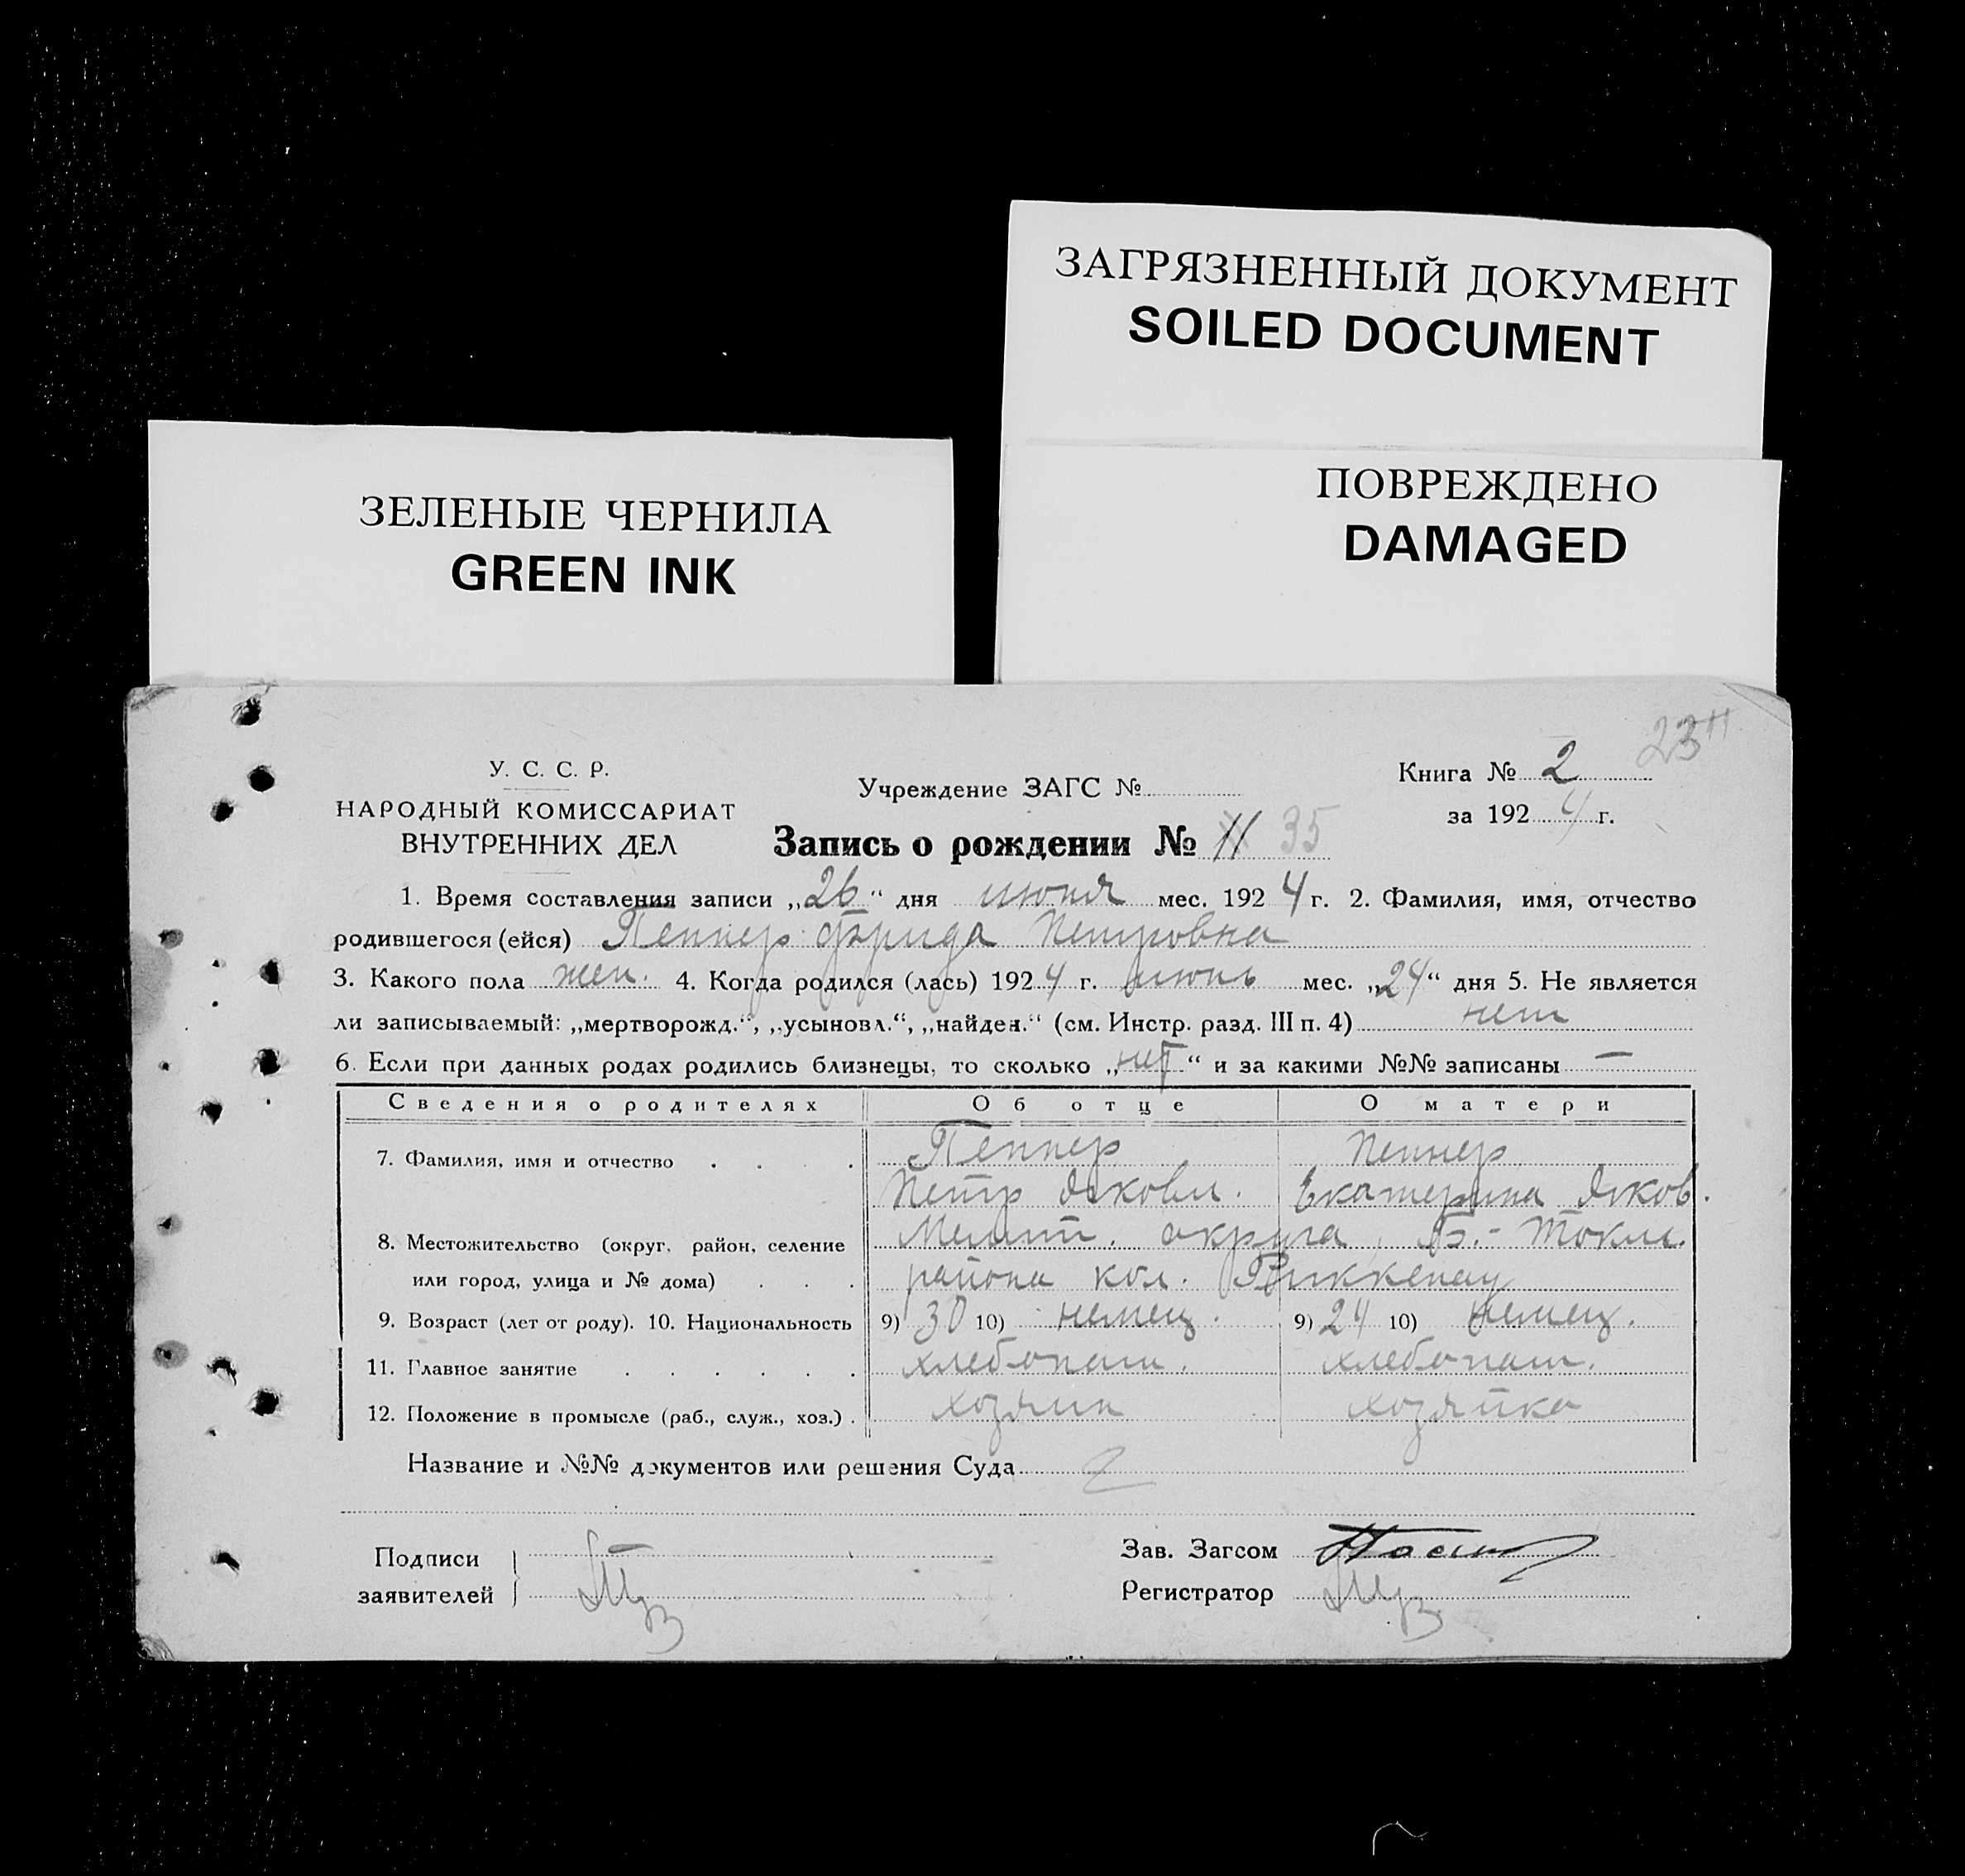 ЗАГРЯЗНЕННЫЙ ДОКУМЕНТ
SOILED DOCUMENT
ПОВРЕЖДЕНО
DAMAGED
ЗЕЛЕНЫЕ ЧЕРНИЛА
GREEN INK
23
У. С. С. Р.
НАРОДНЫЙ КОМИССАРИАТ
ВНУТРЕННИХ ДЕЛ
Учреждение ЗАГС №
Книга № 2
за 1924 г.
Запись о рождении № 11 35
1. Время составления записи „26“ дня июня мес. 1924 г. 2. Фамилия, имя, отчество
родившегося (ейся) Пеннер Фрида Петровна
3. Какого пола жен. 4. Когда родился (лась) 1924 г. июнь мес. „24“ дня 5. Не является
ли записываемый: „мертворожд.“, „усыновл.“, „найден.“ (см. Инстр. разд. III п. 4) нет
6. Если при данных родах родились близнецы, то сколько „нет“ и за какими №№ записаны —
Сведения о родителях Об отце О матери
7. Фамилия, имя и отчество Пеннер Пеннер
Петр Яковл. Екатерина Яков.
8. Местожительство (округ, район, селение Мелит. округа, Б.-Токм.
или город, улица и № дома) района кол. Риккенау
9. Возраст (лет от роду). 10. Национальность 9) 30 10) немец. 9) 24 10) немец.
11. Главное занятие хлебопаш. хлебопаш.
12. Положение в промысле (раб., служ., хоз.) хозяин хозяйка
Название и №№ документов или решения Суда
Подписи
заявителей
Зав. Загсом
Регистратор